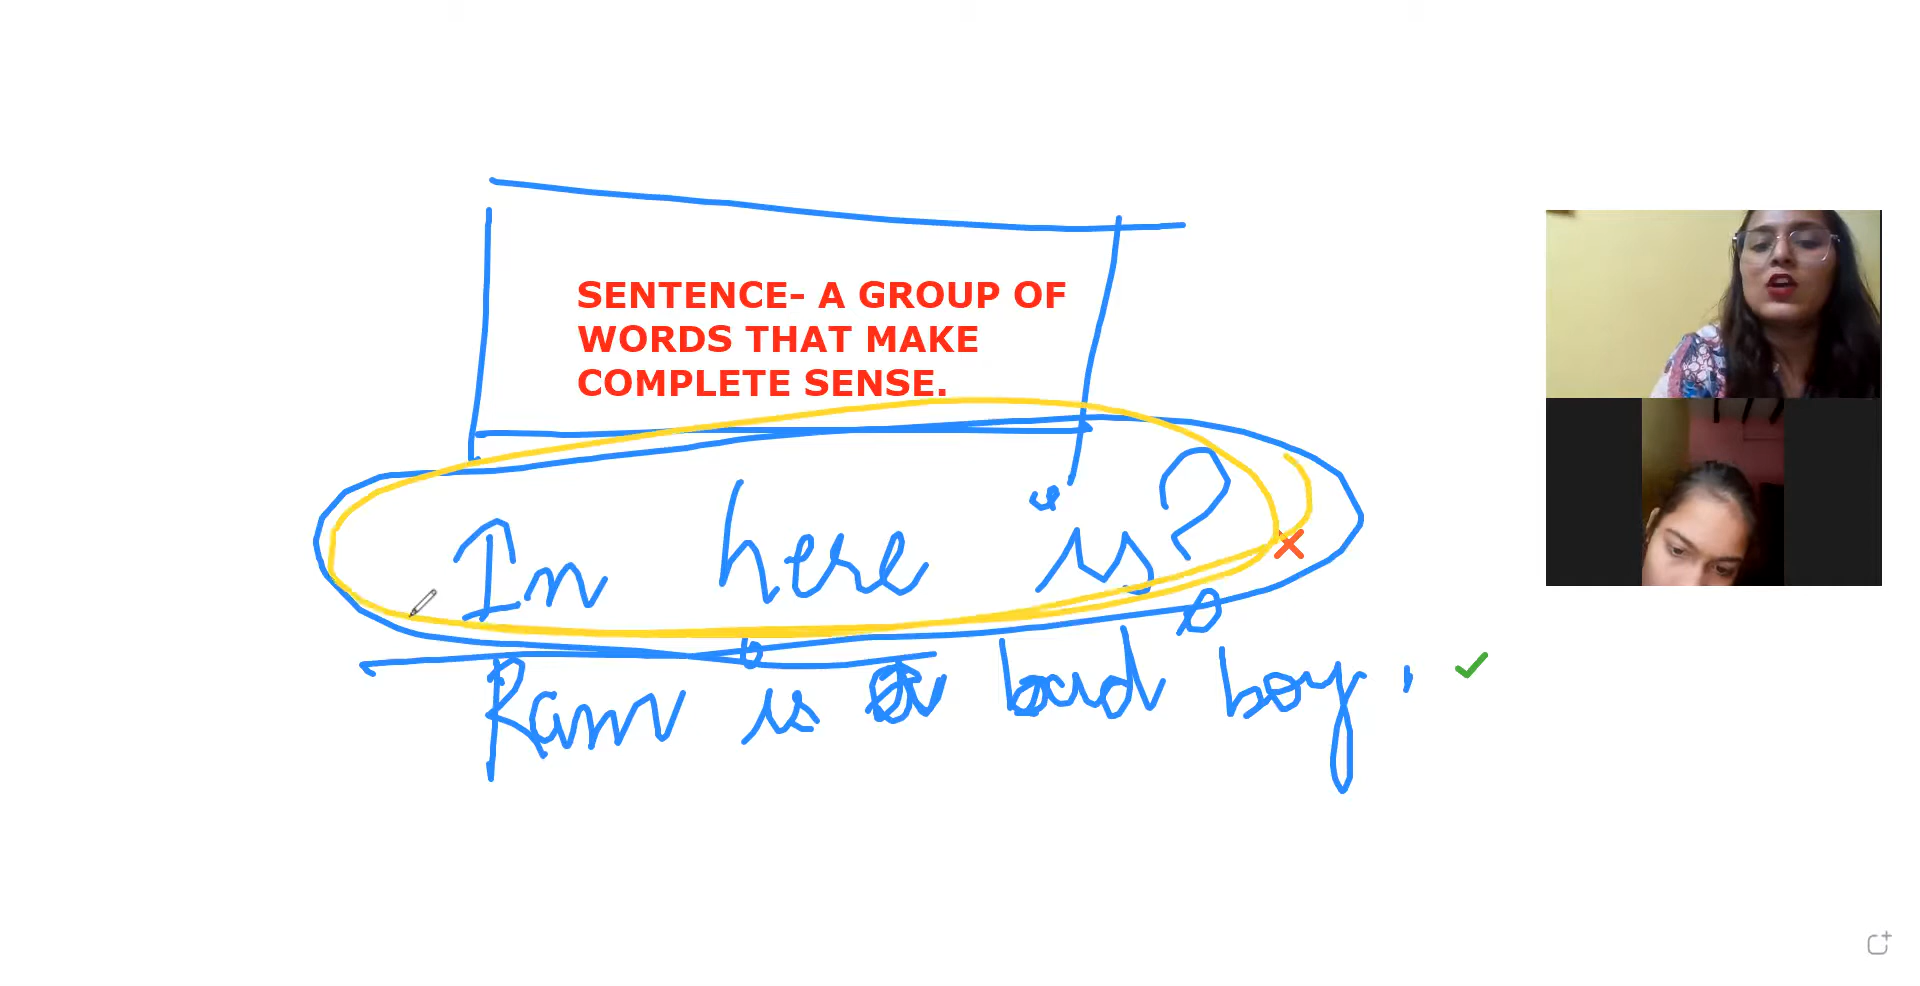 SENTENCE- A GROUP OF
WORDS THAT MAKE
COMPLETE SENSE.
In here is?
Ram is a bad boy.